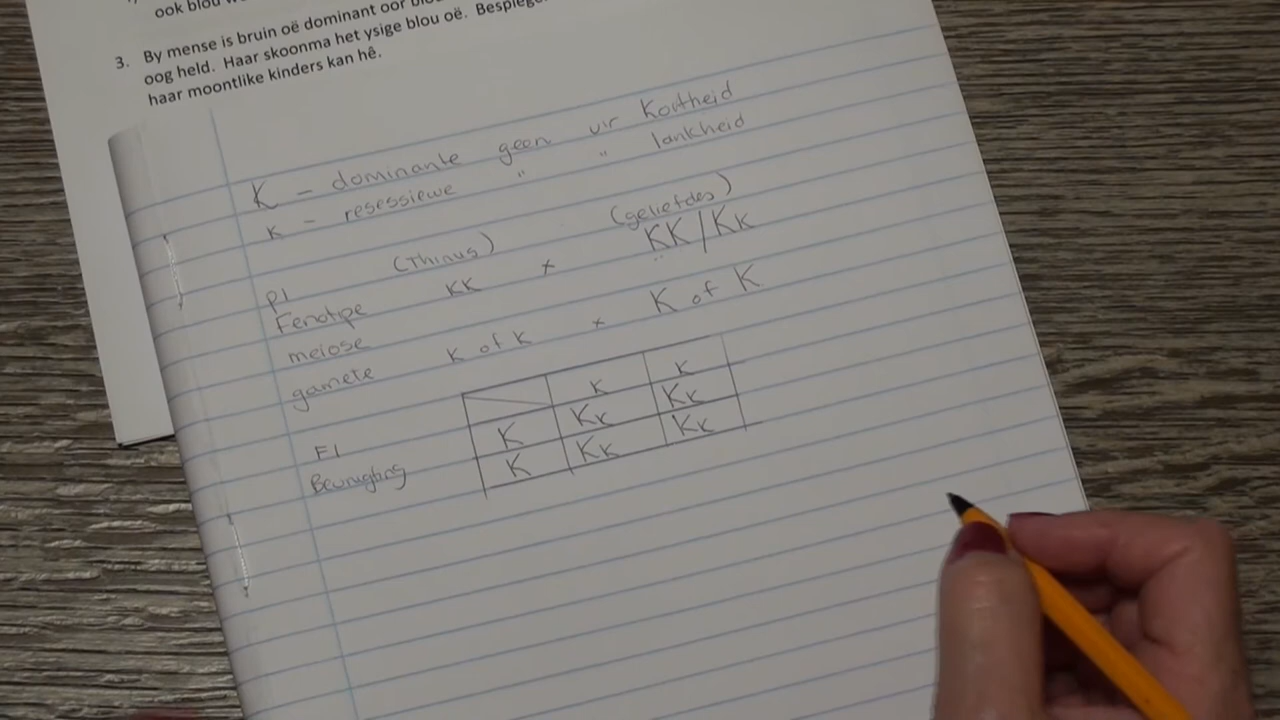 ook blou
3. By mense is bruin oë dominant oor blou
oog held. Haar skoonma het ysige blou oë. Bespieg
haar moontlike kinders kan hê.
K - dominante geen vir Kortheid
k - resessiewe " " lankheid
(Thinus) (geliefdes)
P1
Fenotipe kk x KK/Kk
meiose
gamete k of k x K of K
k k
F1 K Kk Kk
Bevrugting K Kk Kk